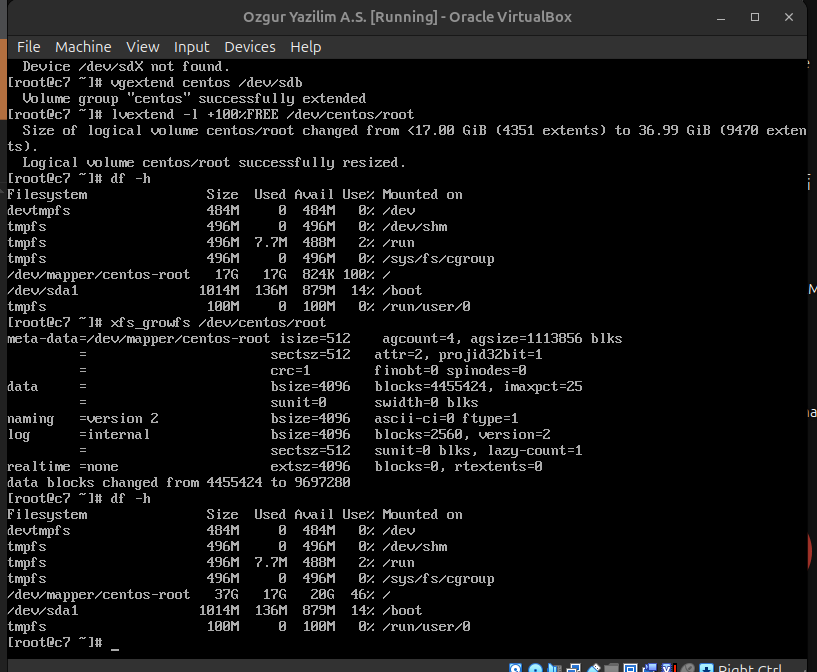 Ozgur Yazilim A.S. [Running] - Oracle VirtualBox
File Machine View Input Devices Help
  Device /dev/sdX not found.
[root@c7 ~]# vgextend centos /dev/sdb
  Volume group "centos" successfully extended
[root@c7 ~]# lvextend -l +100%FREE /dev/centos/root
  Size of logical volume centos/root changed from <17.00 GiB (4351 extents) to 36.99 GiB (9470 exten
ts).
  Logical volume centos/root successfully resized.
[root@c7 ~]# df -h
Filesystem               Size  Used Avail Use% Mounted on
devtmpfs                 484M     0  484M   0% /dev
tmpfs                    496M     0  496M   0% /dev/shm
tmpfs                    496M  7.7M  488M   2% /run
tmpfs                    496M     0  496M   0% /sys/fs/cgroup
/dev/mapper/centos-root   17G   17G  824K 100% /
/dev/sda1               1014M  136M  879M  14% /boot
tmpfs                    100M     0  100M   0% /run/user/0
[root@c7 ~]# xfs_growfs /dev/centos/root
meta-data=/dev/mapper/centos-root isize=512    agcount=4, agsize=1113856 blks
         =                       sectsz=512   attr=2, projid32bit=1
         =                       crc=1        finobt=0 spinodes=0
data     =                       bsize=4096   blocks=4455424, imaxpct=25
         =                       sunit=0      swidth=0 blks
naming   =version 2              bsize=4096   ascii-ci=0 ftype=1
log      =internal               bsize=4096   blocks=2560, version=2
         =                       sectsz=512   sunit=0 blks, lazy-count=1
realtime =none                   extsz=4096   blocks=0, rtextents=0
data blocks changed from 4455424 to 9697280
[root@c7 ~]# df -h
Filesystem               Size  Used Avail Use% Mounted on
devtmpfs                 484M     0  484M   0% /dev
tmpfs                    496M     0  496M   0% /dev/shm
tmpfs                    496M  7.7M  488M   2% /run
tmpfs                    496M     0  496M   0% /sys/fs/cgroup
/dev/mapper/centos-root   37G   17G   20G  46% /
/dev/sda1               1014M  136M  879M  14% /boot
tmpfs                    100M     0  100M   0% /run/user/0
[root@c7 ~]# _
Right Ctrl